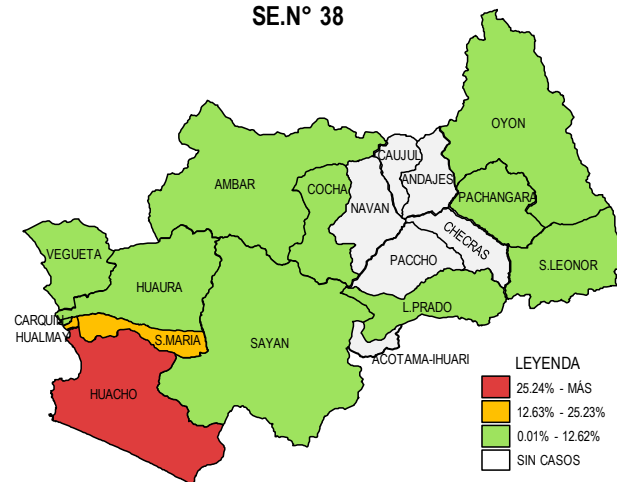 SE.N° 38
OYON
CAUJUL
ANDAJES
AMBAR
COCHA
NAVAN
PACHANGARA
CHECRAS
VEGUETA
PACCHO
S.LEONOR
HUAURA
L.PRADO
CARQUIN
HUALMAY
S.MARIA
SAYAN
ACOTAMA-IHUARI
HUACHO
LEYENDA
25.24% - MÁS
12.63% - 25.23%
0.01% - 12.62%
SIN CASOS